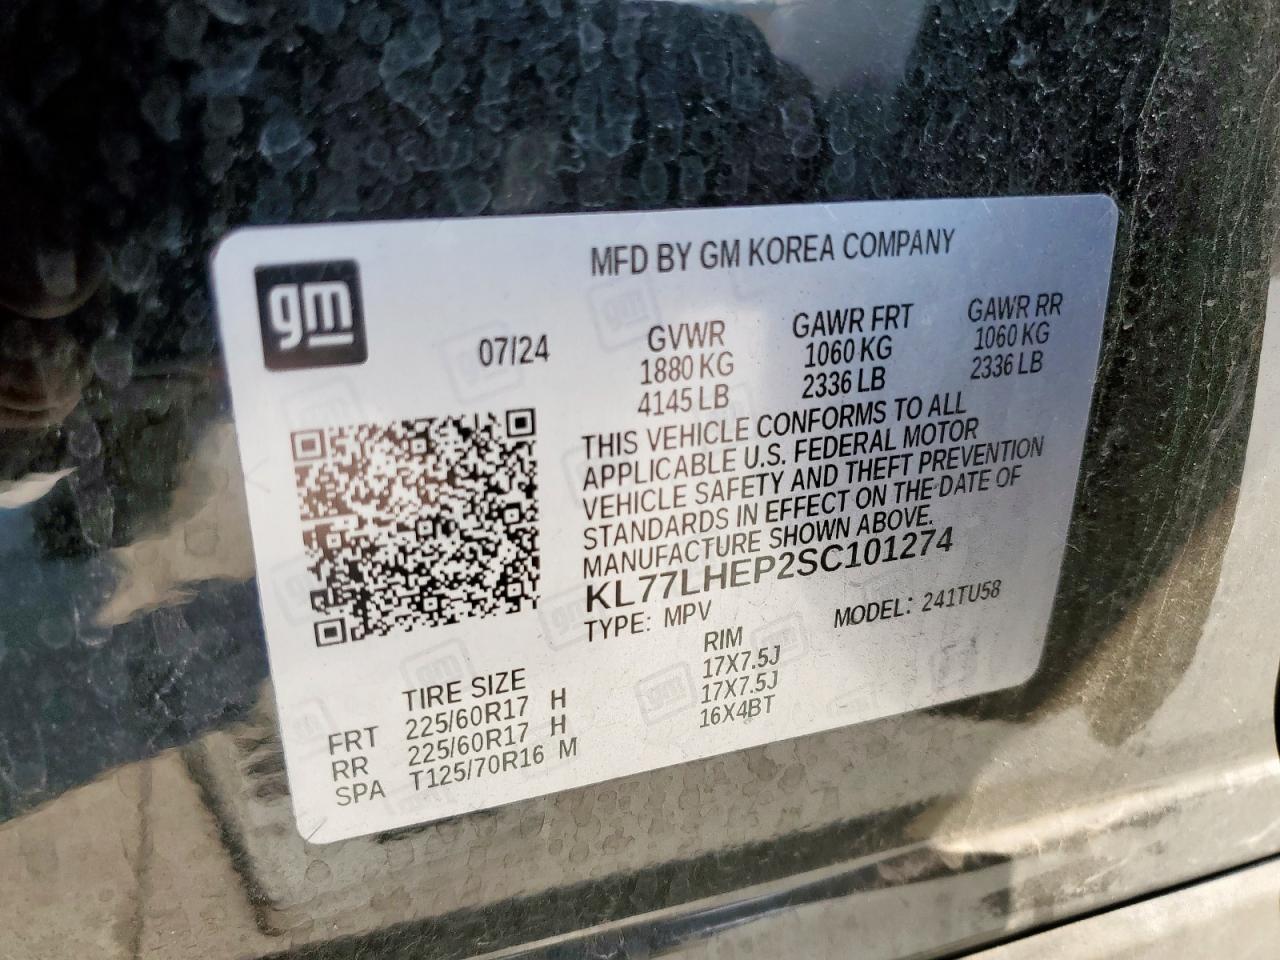 gm
MFD BY GM KOREA COMPANY
07/24
GVWR GAWR FRT GAWR RR
1880 KG 1060 KG 1060 KG
4145 LB 2336 LB 2336 LB
THIS VEHICLE CONFORMS TO ALL
APPLICABLE U.S. FEDERAL MOTOR
VEHICLE SAFETY AND THEFT PREVENTION
STANDARDS IN EFFECT ON THE DATE OF
MANUFACTURE SHOWN ABOVE.
KL77LHEP2SC101274
TYPE: MPV MODEL: 241TU58
TIRE SIZE RIM
FRT 225/60R17 H 17X7.5J
RR 225/60R17 H 17X7.5J
SPA T125/70R16 M 16X4BT